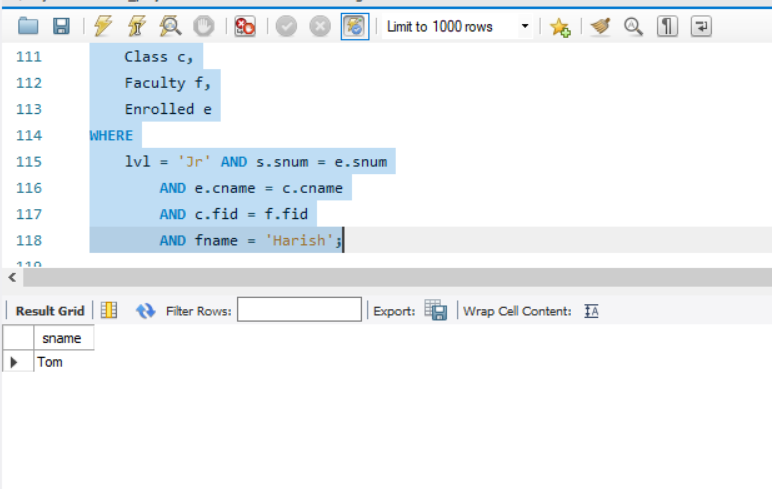 Limit to 1000 rows
111 Class c,
112 Faculty f,
113 Enrolled e
114 WHERE
115 lvl = 'Jr' AND s.snum = e.snum
116 AND e.cname = c.cname
117 AND c.fid = f.fid
118 AND fname = 'Harish';
119
Result Grid Filter Rows: Export: Wrap Cell Content: IA
sname
Tom